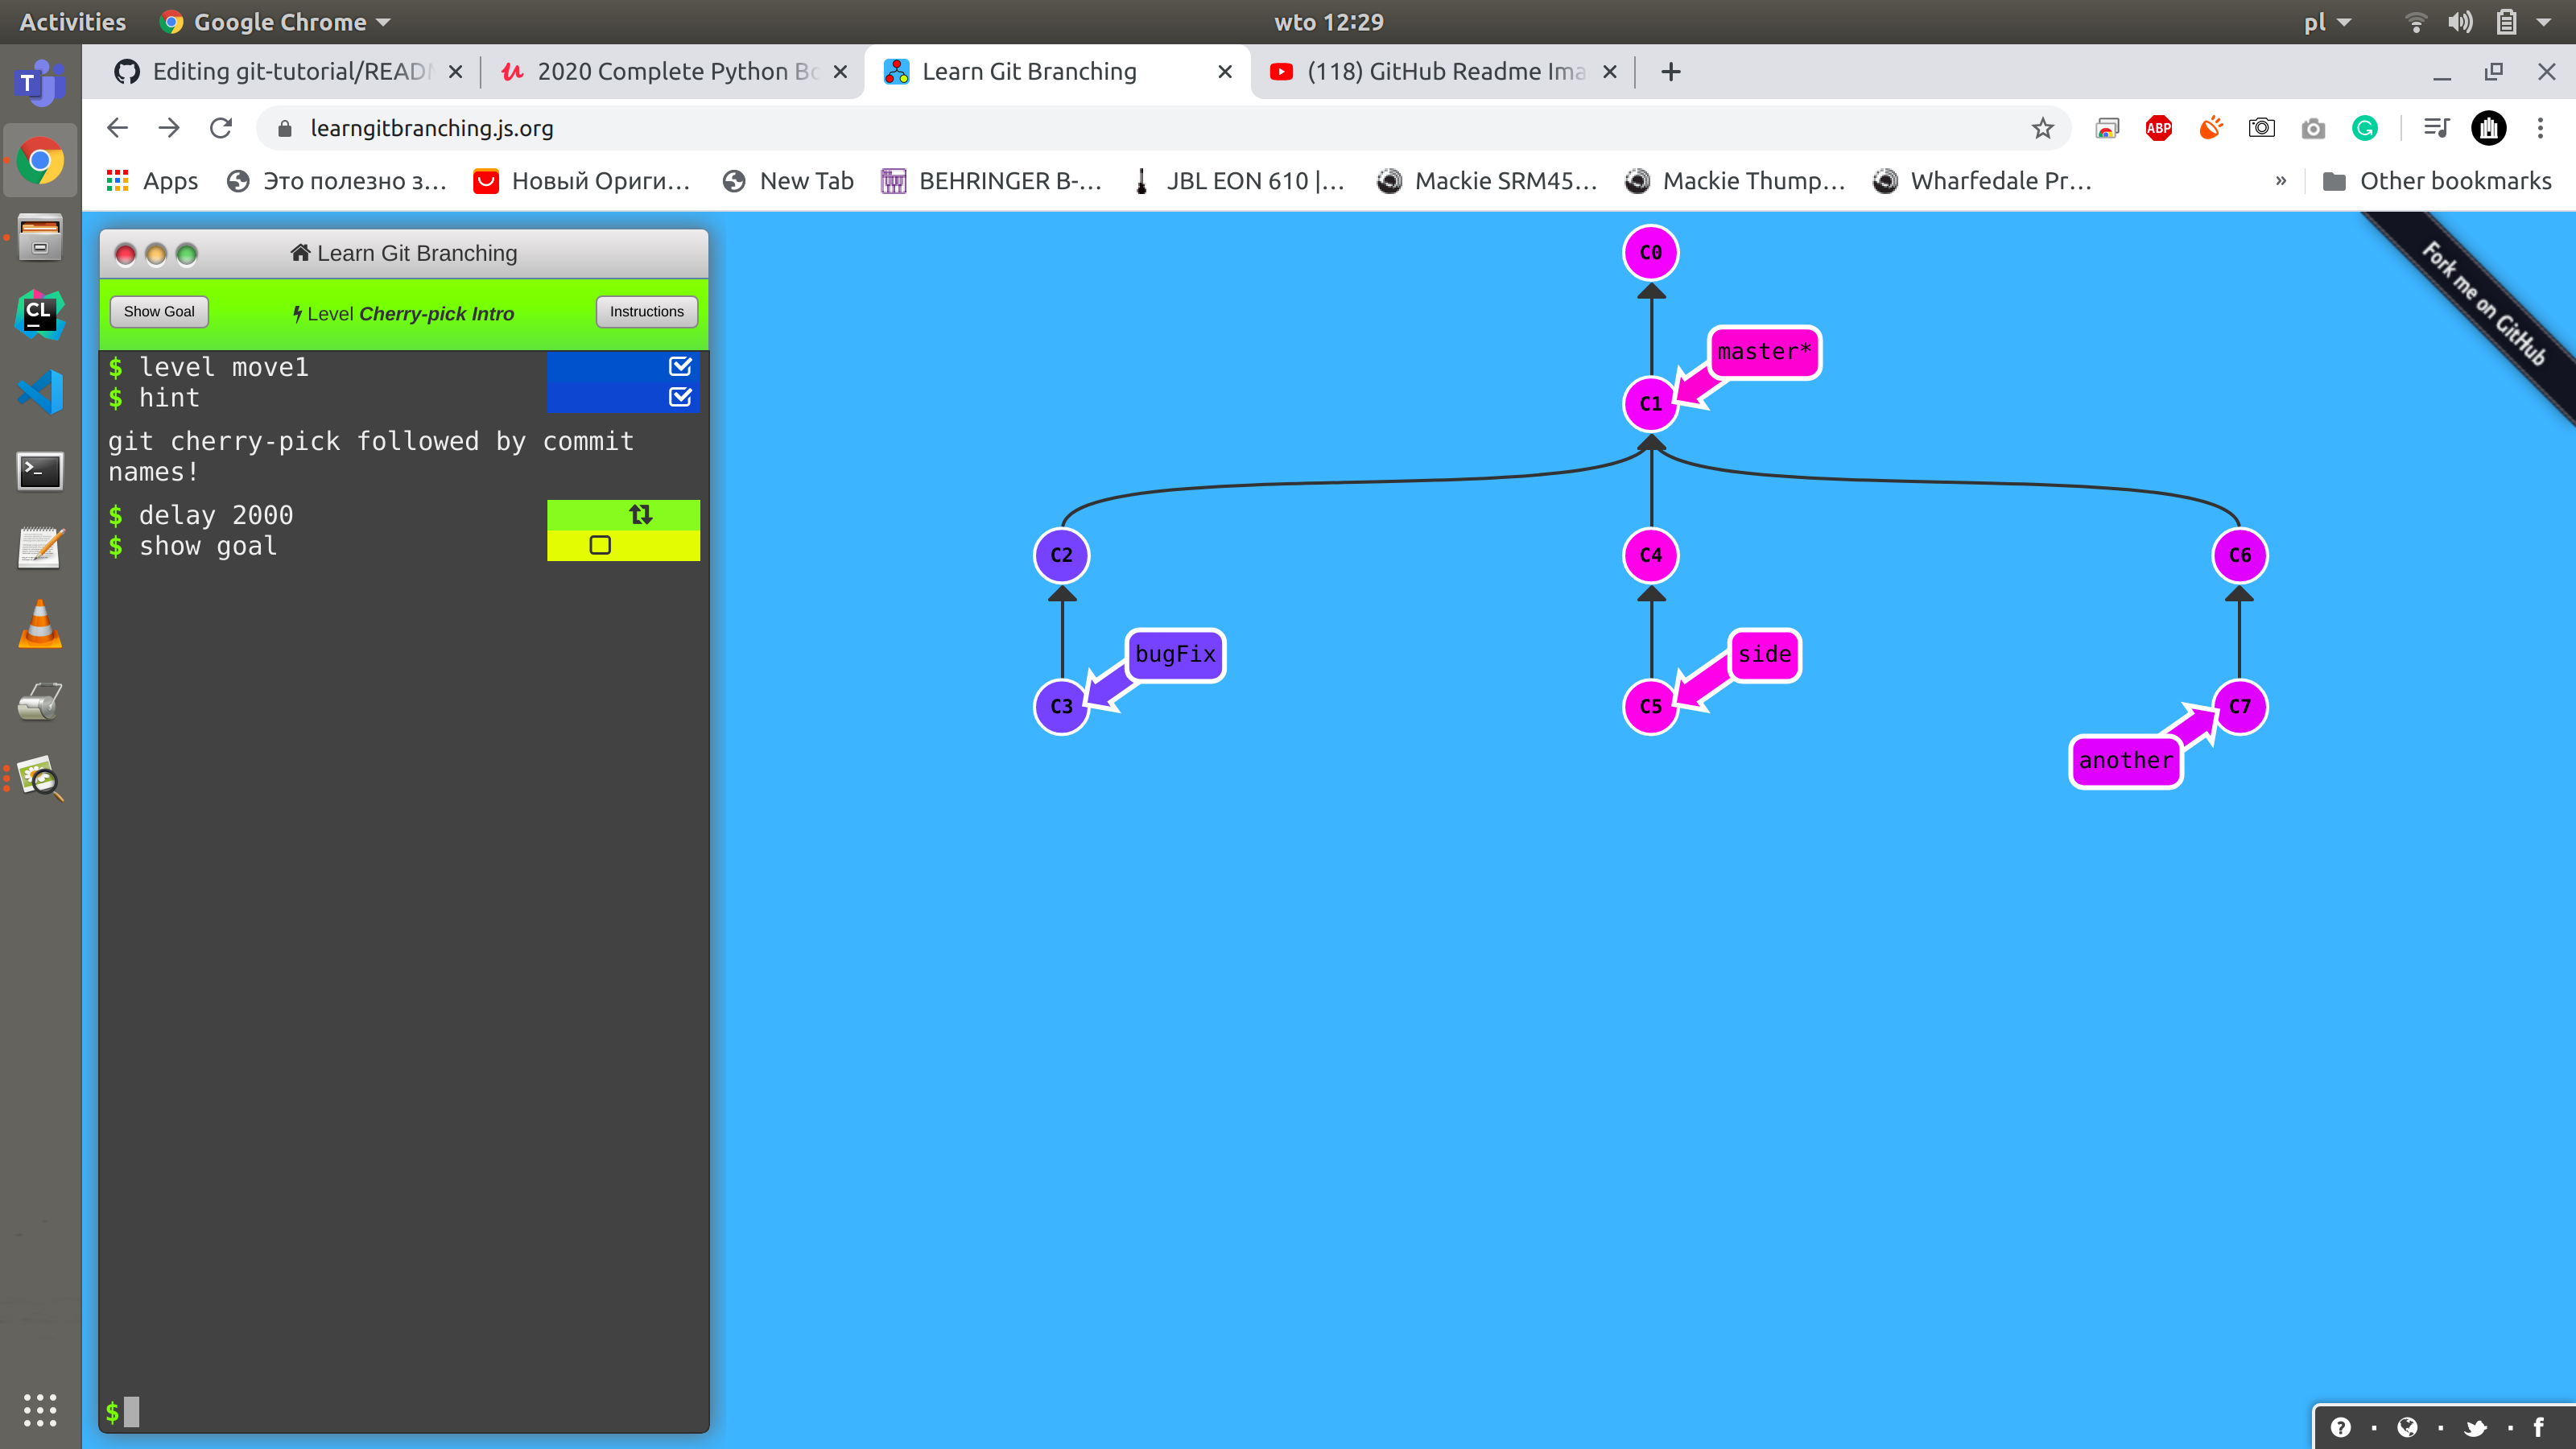 Activities
Google Chrome
wto 12:29
pl
Editing git-tutorial/READ
2020 Complete Python Bo
Learn Git Branching
(118) GitHub Readme Ima
learngitbranching.js.org
ABP
Apps
Это полезно з…
Новый Ориги…
New Tab
BEHRINGER B-…
JBL EON 610 |…
Mackie SRM45…
Mackie Thump…
Wharfedale Pr…
»
Other bookmarks
Learn Git Branching
Show Goal
Level Cherry-pick Intro
Instructions
$ level move1
$ hint
git cherry-pick followed by commit
names!
$ delay 2000
$ show goal
$
C0
master*
C1
C2
C4
C6
bugFix
side
C3
C5
C7
another
Fork me on GitHub